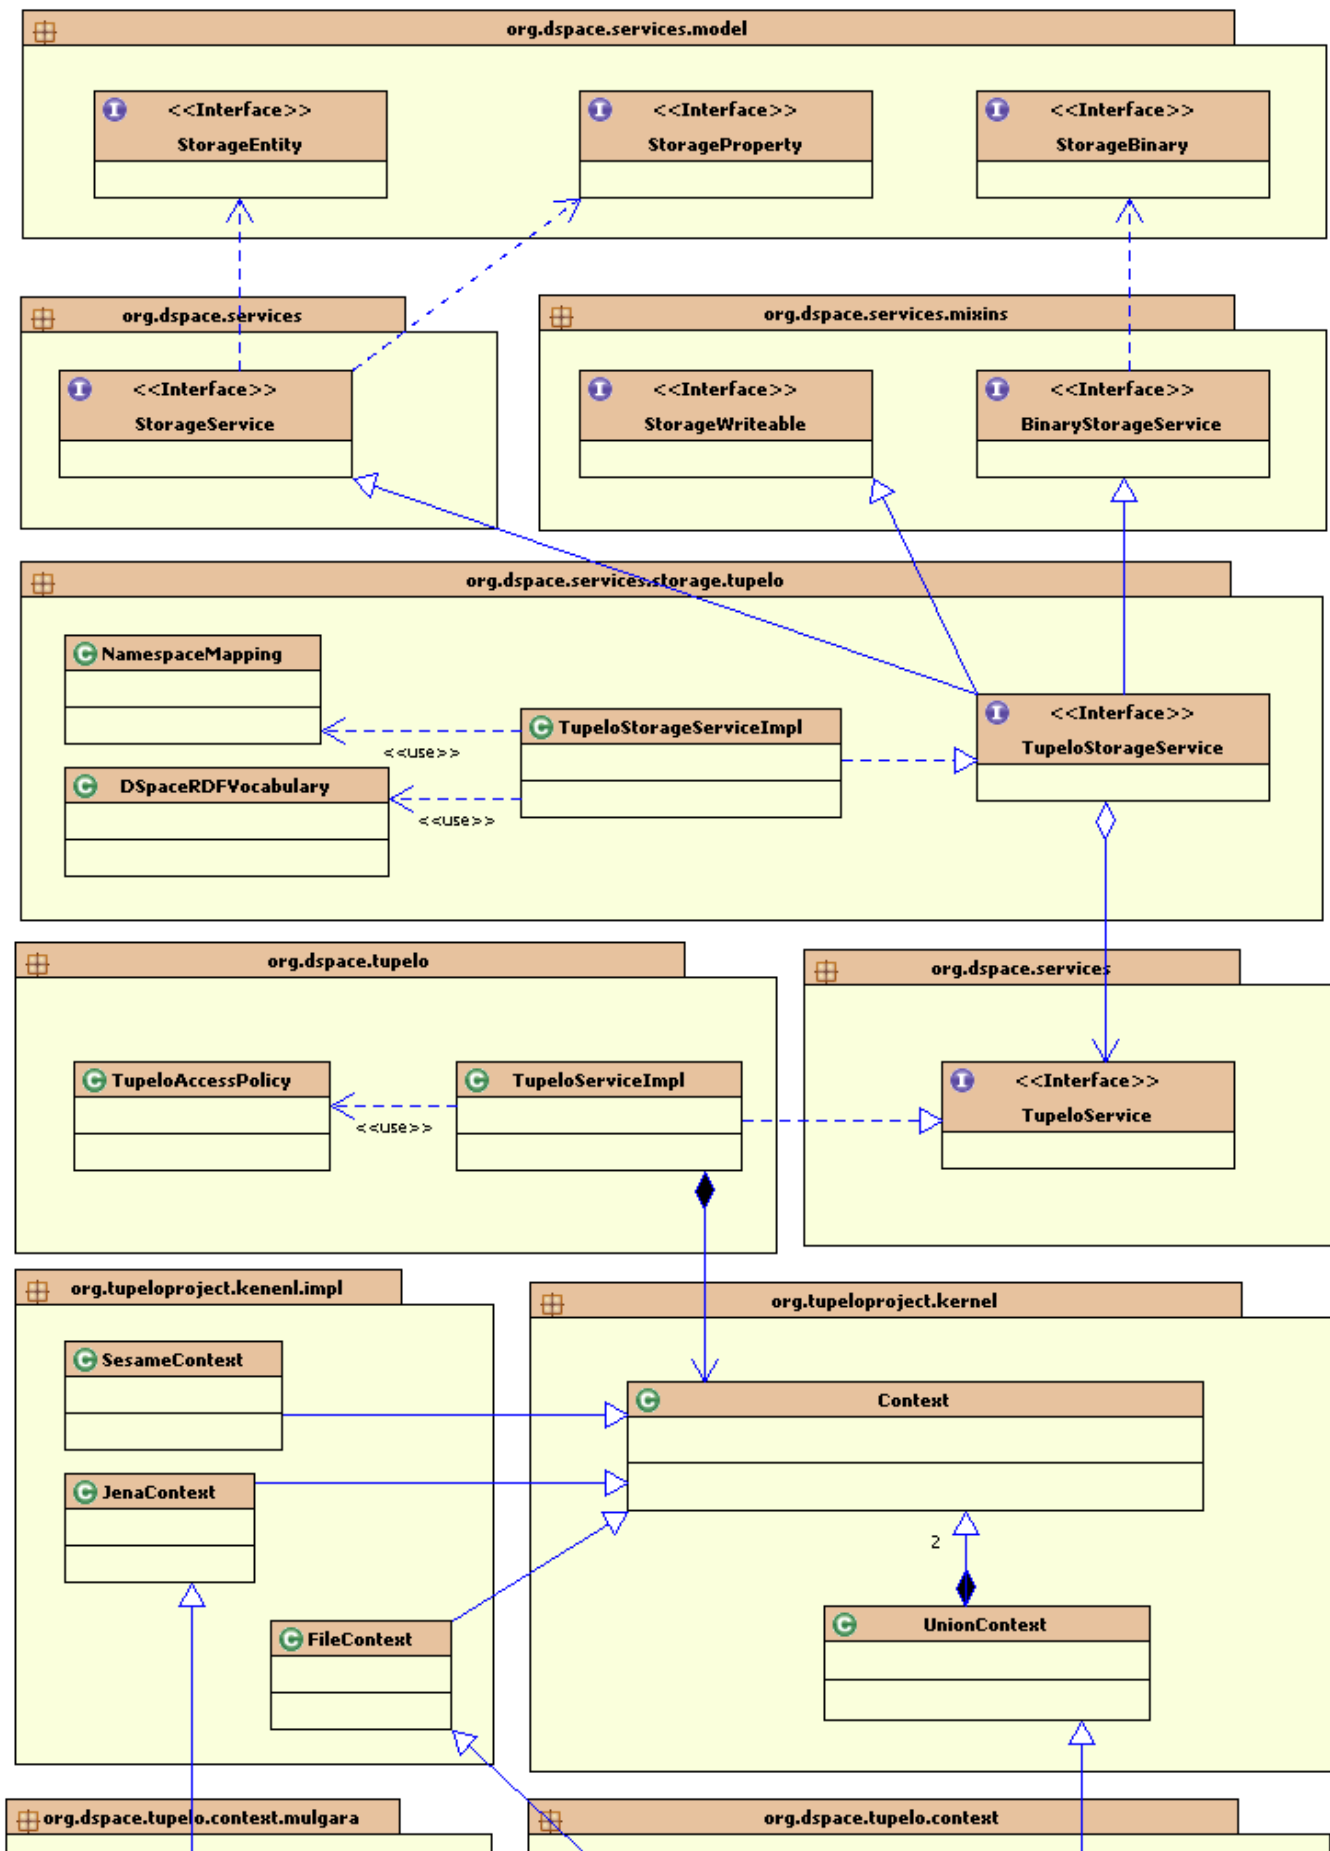 org.dspace.services.model
<<Interface>>
StorageEntity
<<Interface>>
StorageProperty
<<Interface>>
StorageBinary
org.dspace.services
<<Interface>>
StorageService
org.dspace.services.mixins
<<Interface>>
StorageWriteable
<<Interface>>
BinaryStorageService
org.dspace.services.storage.tupelo
C NamespaceMapping
C DSpaceRDFVocabulary
<<use>>
<<use>>
C TupeloStorageServiceImpl
<<Interface>>
TupeloStorageService
org.dspace.tupelo
C TupeloAccessPolicy
<<use>>
C TupeloServiceImpl
org.dspace.services
<<Interface>>
TupeloService
org.tupeloproject.kenenl.impl
C SesameContext
C JenaContext
C FileContext
org.tupeloproject.kernel
C Context
2
C UnionContext
org.dspace.tupelo.context.mulgara
org.dspace.tupelo.context